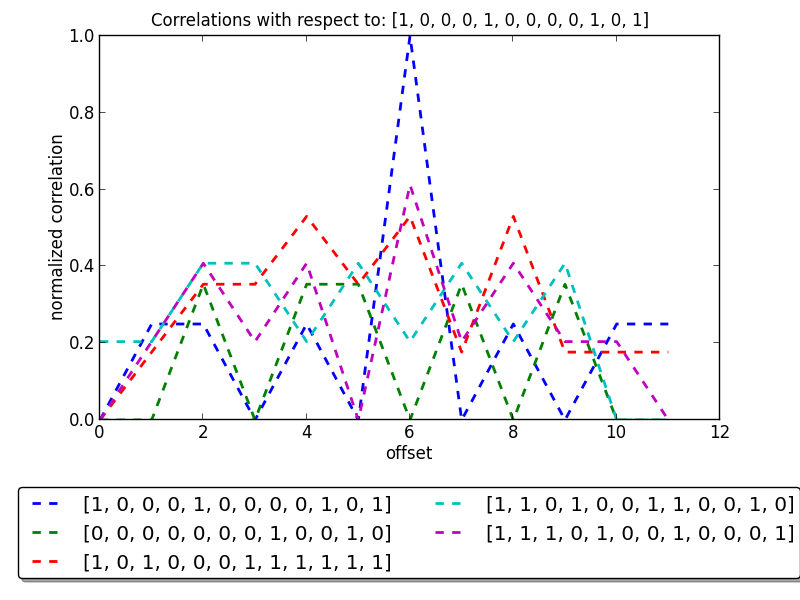 Correlations with respect to: [1, 0, 0, 0, 1, 0, 0, 0, 0, 1, 0, 1]
1.0
0.8
0.6
0.4
0.2
0.0
normalized correlation
0 2 4 6 8 10 12
offset
[1, 0, 0, 0, 1, 0, 0, 0, 0, 1, 0, 1]
[0, 0, 0, 0, 0, 0, 0, 1, 0, 0, 1, 0]
[1, 0, 1, 0, 0, 0, 1, 1, 1, 1, 1, 1]
[1, 1, 0, 1, 0, 0, 1, 1, 0, 0, 1, 0]
[1, 1, 1, 0, 1, 0, 0, 1, 0, 0, 0, 1]